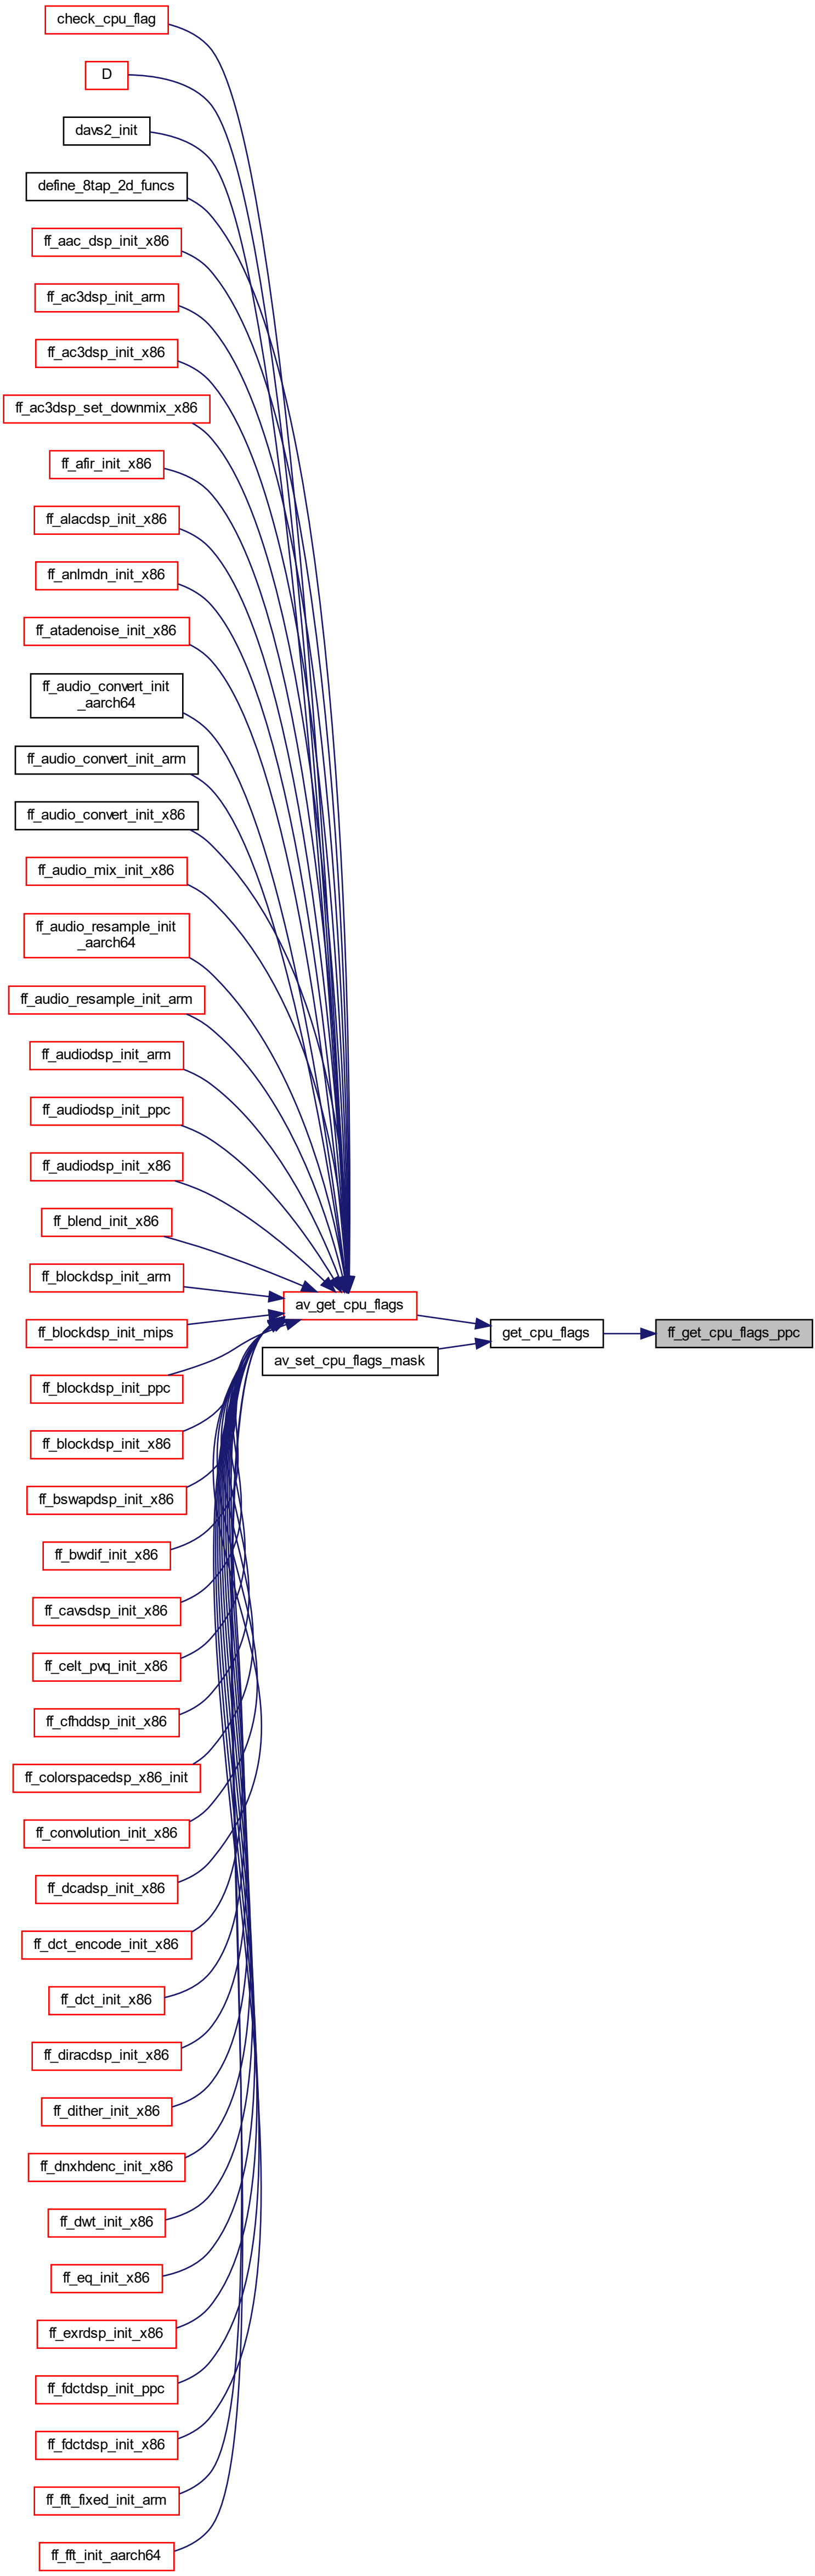 check_cpu_flag
D
davs2_init
define_8tap_2d_funcs
ff_aac_dsp_init_x86
ff_ac3dsp_init_arm
ff_ac3dsp_init_x86
ff_ac3dsp_set_downmix_x86
ff_afir_init_x86
ff_alacdsp_init_x86
ff_anlmdn_init_x86
ff_atadenoise_init_x86
ff_audio_convert_init
_aarch64
ff_audio_convert_init_arm
ff_audio_convert_init_x86
ff_audio_mix_init_x86
ff_audio_resample_init
_aarch64
ff_audio_resample_init_arm
ff_audiodsp_init_arm
ff_audiodsp_init_ppc
ff_audiodsp_init_x86
ff_blend_init_x86
ff_blockdsp_init_arm
ff_blockdsp_init_mips
ff_blockdsp_init_ppc
ff_blockdsp_init_x86
ff_bswapdsp_init_x86
ff_bwdif_init_x86
ff_cavsdsp_init_x86
ff_celt_pvq_init_x86
ff_cfhddsp_init_x86
ff_colorspacedsp_x86_init
ff_convolution_init_x86
ff_dcadsp_init_x86
ff_dct_encode_init_x86
ff_dct_init_x86
ff_diracdsp_init_x86
ff_dither_init_x86
ff_dnxhdenc_init_x86
ff_dwt_init_x86
ff_eq_init_x86
ff_exrdsp_init_x86
ff_fdctdsp_init_ppc
ff_fdctdsp_init_x86
ff_fft_fixed_init_arm
ff_fft_init_aarch64
av_get_cpu_flags
av_set_cpu_flags_mask
get_cpu_flags
ff_get_cpu_flags_ppc